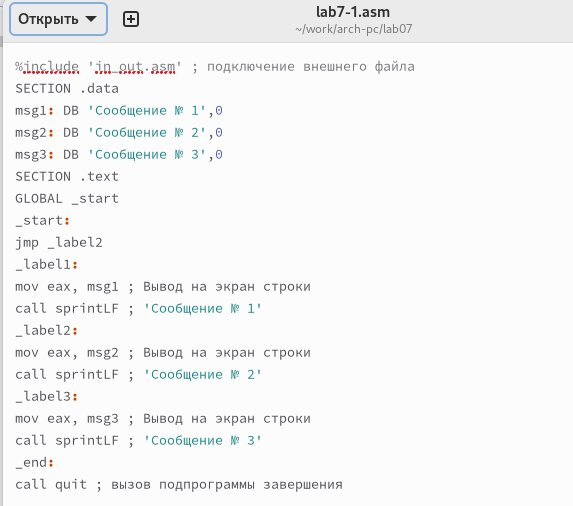 Открыть
lab7-1.asm
~/work/arch-pc/lab07
%include 'in_out.asm' ; подключение внешнего файла
SECTION .data
msg1: DB 'Сообщение № 1',0
msg2: DB 'Сообщение № 2',0
msg3: DB 'Сообщение № 3',0
SECTION .text
GLOBAL _start
_start:
jmp _label2
_label1:
mov eax, msg1 ; Вывод на экран строки
call sprintLF ; 'Сообщение № 1'
_label2:
mov eax, msg2 ; Вывод на экран строки
call sprintLF ; 'Сообщение № 2'
_label3:
mov eax, msg3 ; Вывод на экран строки
call sprintLF ; 'Сообщение № 3'
_end:
call quit ; вызов подпрограммы завершения